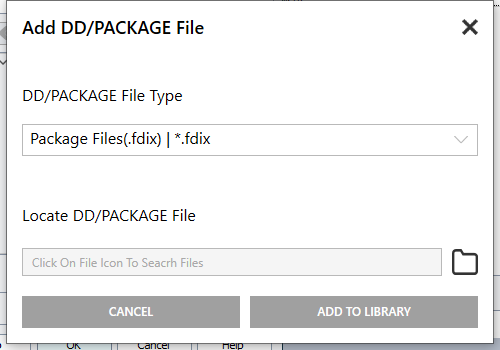 Add DD/PACKAGE File
DD/PACKAGE File Type
Package Files(.fdix) | *.fdix
Locate DD/PACKAGE File
Click On File Icon To Seacrh Files
CANCEL
ADD TO LIBRARY
OK
Cancel
Help